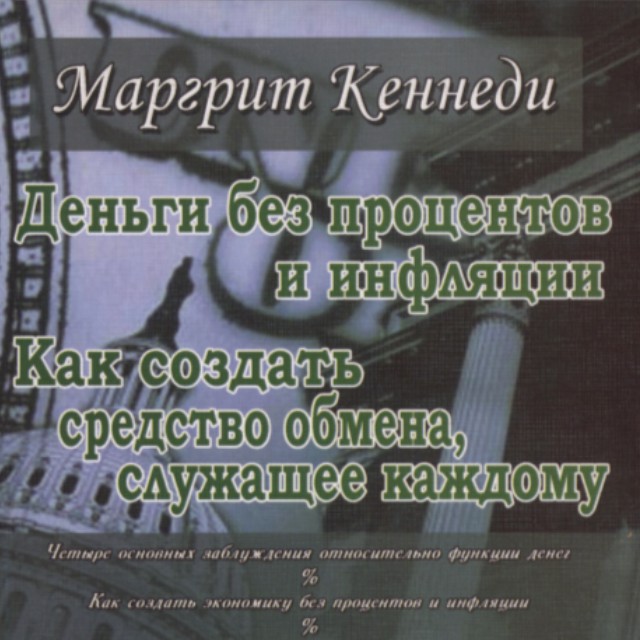 Маргрит Кеннеди
Деньги без процентов
и инфляции
Как создать
средство обмена,
служащее каждому
Четыре основных заблуждения относительно функции денег
%
Как создать экономику без процентов и инфляции
%